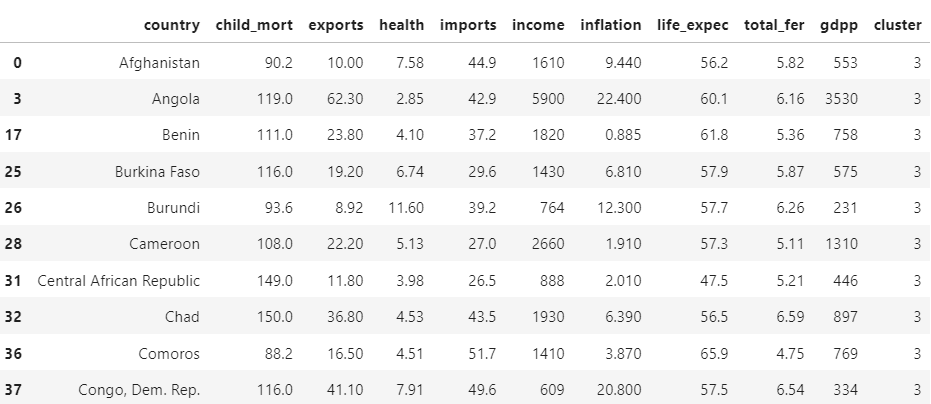 country child_mort exports health imports income inflation life_expec total_fer gdpp cluster
0 Afghanistan 90.2 10.00 7.58 44.9 1610 9.440 56.2 5.82 553 3
3 Angola 119.0 62.30 2.85 42.9 5900 22.400 60.1 6.16 3530 3
17 Benin 111.0 23.80 4.10 37.2 1820 0.885 61.8 5.36 758 3
25 Burkina Faso 116.0 19.20 6.74 29.6 1430 6.810 57.9 5.87 575 3
26 Burundi 93.6 8.92 11.60 39.2 764 12.300 57.7 6.26 231 3
28 Cameroon 108.0 22.20 5.13 27.0 2660 1.910 57.3 5.11 1310 3
31 Central African Republic 149.0 11.80 3.98 26.5 888 2.010 47.5 5.21 446 3
32 Chad 150.0 36.80 4.53 43.5 1930 6.390 56.5 6.59 897 3
36 Comoros 88.2 16.50 4.51 51.7 1410 3.870 65.9 4.75 769 3
37 Congo, Dem. Rep. 116.0 41.10 7.91 49.6 609 20.800 57.5 6.54 334 3